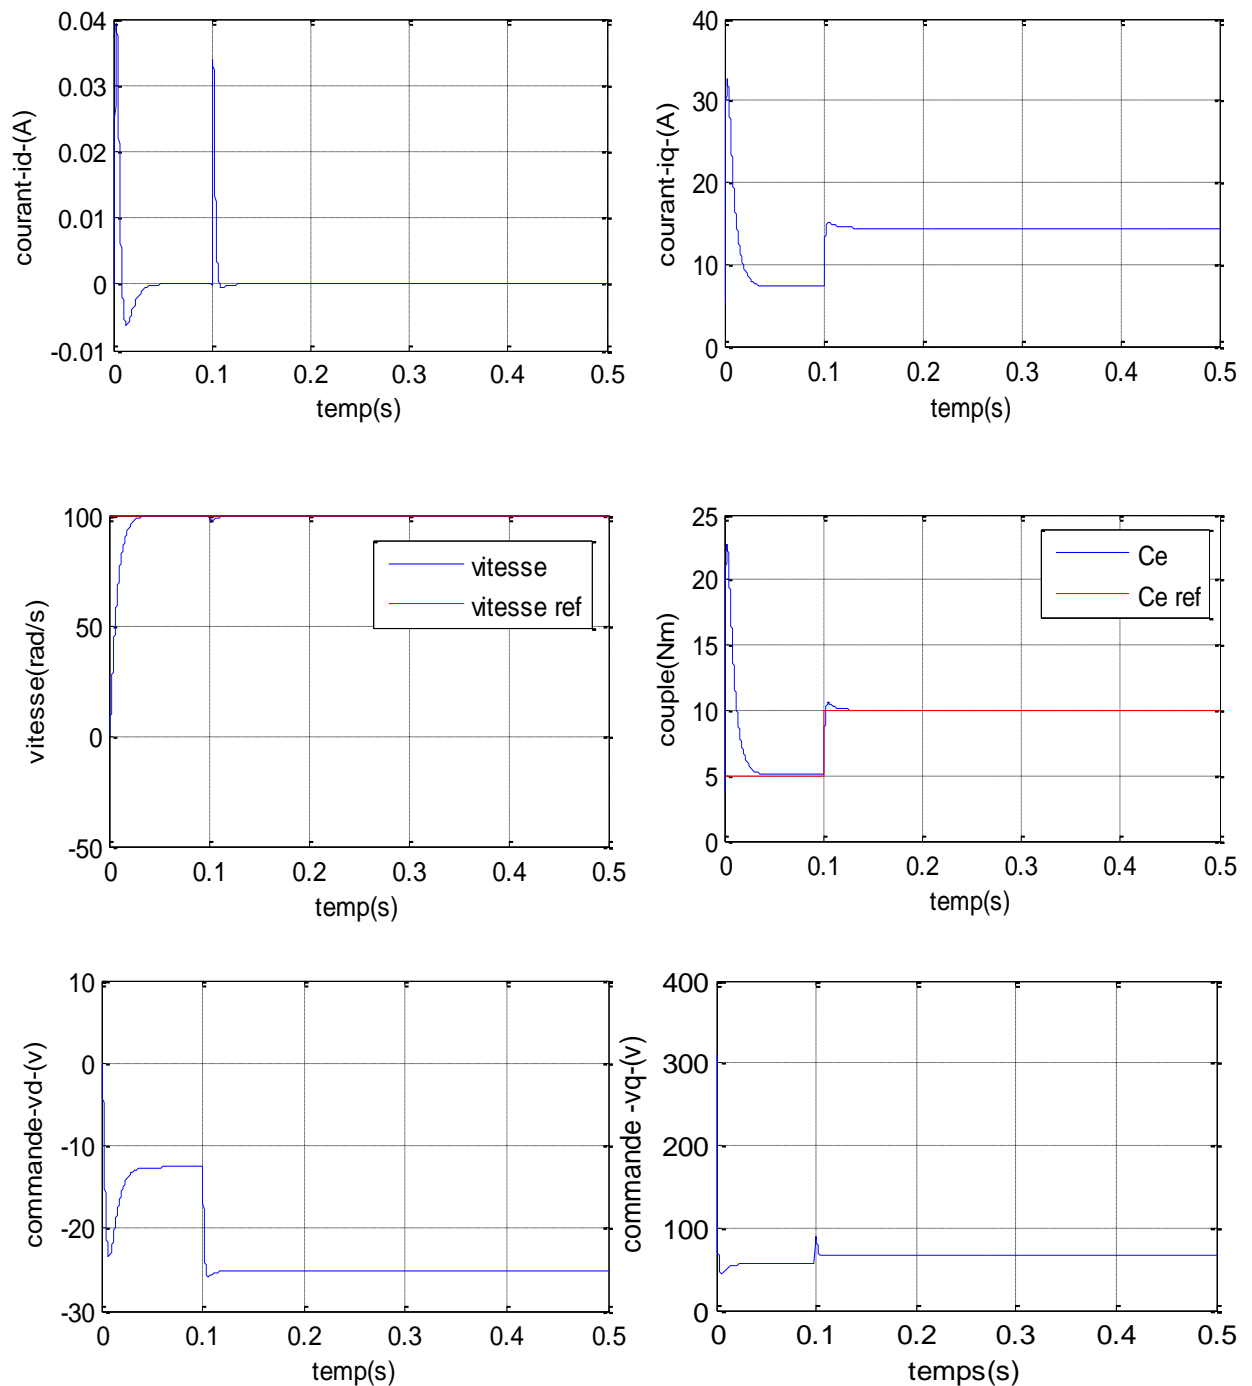 0.04
0.03
0.02
0.01
0
-0.01
0 0.1 0.2 0.3 0.4 0.5
temp(s)
courant-id-(A)
40
30
20
10
0
0 0.1 0.2 0.3 0.4 0.5
temp(s)
courant-iq-(A)
100
50
0
-50
0 0.1 0.2 0.3 0.4 0.5
temp(s)
vitesse(rad/s)
vitesse
vitesse ref
25
20
15
10
5
0
0 0.1 0.2 0.3 0.4 0.5
temp(s)
couple(Nm)
Ce
Ce ref
10
0
-10
-20
-30
0 0.1 0.2 0.3 0.4 0.5
temp(s)
commande-vd-(v)
400
300
200
100
0
0 0.1 0.2 0.3 0.4 0.5
temps(s)
commande -vq-(v)